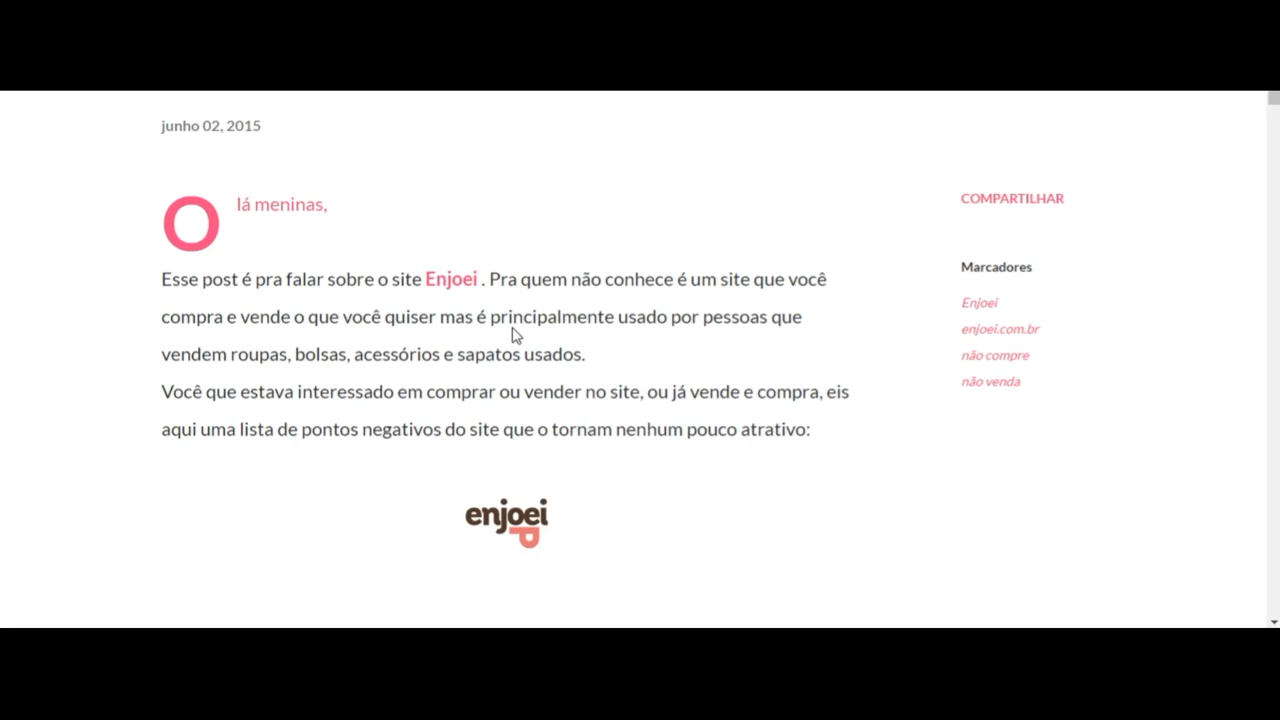 junho 02, 2015
Olá meninas,
Esse post é pra falar sobre o site Enjoei . Pra quem não conhece é um site que você
compra e vende o que você quiser mas é principalmente usado por pessoas que
vendem roupas, bolsas, acessórios e sapatos usados.
Você que estava interessado em comprar ou vender no site, ou já vende e compra, eis
aqui uma lista de pontos negativos do site que o tornam nenhum pouco atrativo:
enjoei
COMPARTILHAR
Marcadores
Enjoei
enjoei.com.br
não compre
não venda